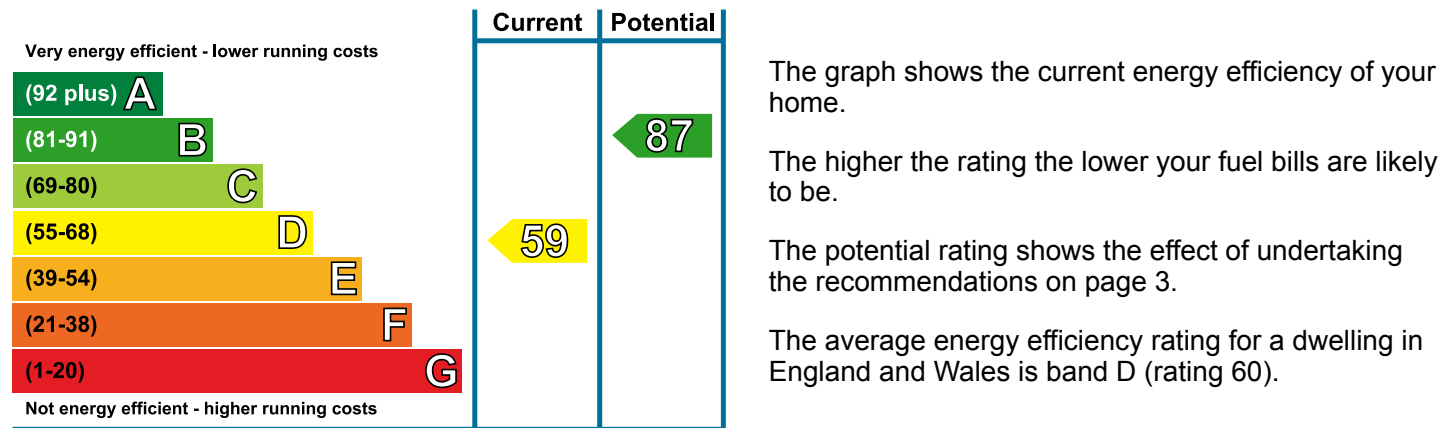 Current Potential
Very energy efficient - lower running costs
(92 plus) A
(81-91) B
87
(69-80) C
(55-68) D
59
(39-54) E
(21-38) F
(1-20) G
Not energy efficient - higher running costs
The graph shows the current energy efficiency of your
home.
The higher the rating the lower your fuel bills are likely
to be.
The potential rating shows the effect of undertaking
the recommendations on page 3.
The average energy efficiency rating for a dwelling in
England and Wales is band D (rating 60).